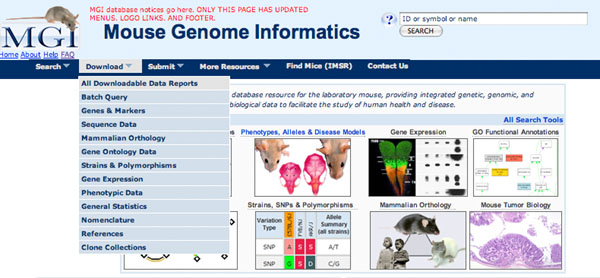 MGI database notices go here. ONLY THIS PAGE HAS UPDATED
MENUS. LOGO LINKS. AND FOOTER.
MGI
Mouse Genome Informatics
?
ID or symbol or name
SEARCH
Home About Help FAQ
Search
Download
Submit
More Resources
Find Mice (IMSR)
Contact Us
All Downloadable Data Reports
Batch Query
Genes & Markers
Sequence Data
Mammalian Orthology
Gene Ontology Data
Strains & Polymorphisms
Gene Expression
Phenotypic Data
General Statistics
Nomenclature
References
Clone Collections
database resource for the laboratory mouse, providing integrated genetic, genomic, and
biological data to facilitate the study of human health and disease.
All Search Tools
Phenotypes, Alleles & Disease Models
Gene Expression
GO Functional Annotations
Strains, SNPs & Polymorphisms
Mammalian Orthology
Mouse Tumor Biology
Variation
Type
Allele
Summary
(all strains)
SNP A S S A/T
SNP G S D C/G